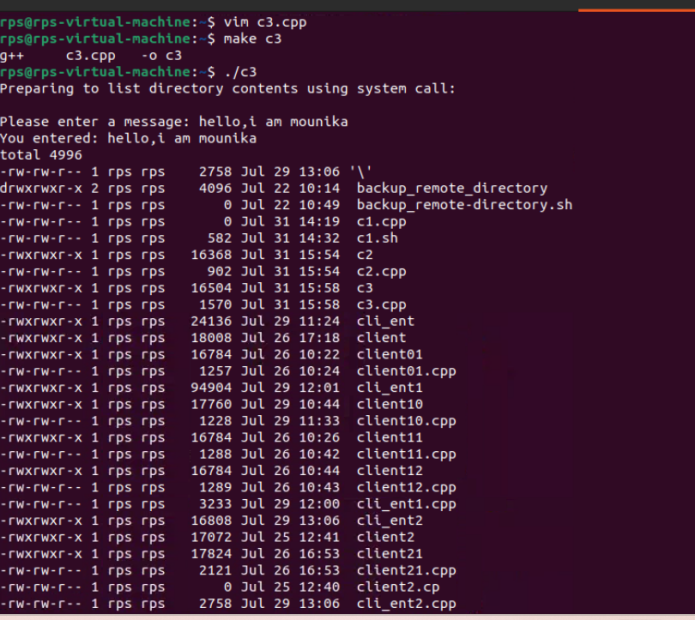 rps@rps-virtual-machine:~$ vim c3.cpp
rps@rps-virtual-machine:~$ make c3
g++     c3.cpp   -o c3
rps@rps-virtual-machine:~$ ./c3
Preparing to list directory contents using system call:
Please enter a message: hello,i am mounika
You entered: hello,i am mounika
total 4996
-rw-rw-r-- 1 rps rps    2758 Jul 29 13:06 '\'
drwxrwxr-x 2 rps rps    4096 Jul 22 10:14  backup_remote_directory
-rw-rw-r-- 1 rps rps       0 Jul 22 10:49  backup_remote-directory.sh
-rw-rw-r-- 1 rps rps       0 Jul 31 14:19  c1.cpp
-rw-rw-r-- 1 rps rps     582 Jul 31 14:32  c1.sh
-rwxrwxr-x 1 rps rps   16368 Jul 31 15:54  c2
-rw-rw-r-- 1 rps rps     902 Jul 31 15:54  c2.cpp
-rwxrwxr-x 1 rps rps   16504 Jul 31 15:58  c3
-rw-rw-r-- 1 rps rps    1570 Jul 31 15:58  c3.cpp
-rwxrwxr-x 1 rps rps   24136 Jul 29 11:24  cli_ent
-rwxrwxr-x 1 rps rps   18008 Jul 26 17:18  client
-rwxrwxr-x 1 rps rps   16784 Jul 26 10:22  client01
-rw-rw-r-- 1 rps rps    1257 Jul 26 10:24  client01.cpp
-rwxrwxr-x 1 rps rps   94904 Jul 29 12:01  cli_ent1
-rwxrwxr-x 1 rps rps   17760 Jul 29 10:44  client10
-rw-rw-r-- 1 rps rps    1228 Jul 29 11:33  client10.cpp
-rwxrwxr-x 1 rps rps   16784 Jul 26 10:26  client11
-rw-rw-r-- 1 rps rps    1288 Jul 26 10:42  client11.cpp
-rwxrwxr-x 1 rps rps   16784 Jul 26 10:44  client12
-rw-rw-r-- 1 rps rps    1289 Jul 26 10:43  client12.cpp
-rw-rw-r-- 1 rps rps    3233 Jul 29 12:00  cli_ent1.cpp
-rwxrwxr-x 1 rps rps   16808 Jul 29 13:06  cli_ent2
-rwxrwxr-x 1 rps rps   17072 Jul 25 12:41  client2
-rwxrwxr-x 1 rps rps   17824 Jul 26 16:53  client21
-rw-rw-r-- 1 rps rps    2121 Jul 26 16:53  client21.cpp
-rw-rw-r-- 1 rps rps       0 Jul 25 12:40  client2.cp
-rw-rw-r-- 1 rps rps    2758 Jul 29 13:06  cli_ent2.cpp